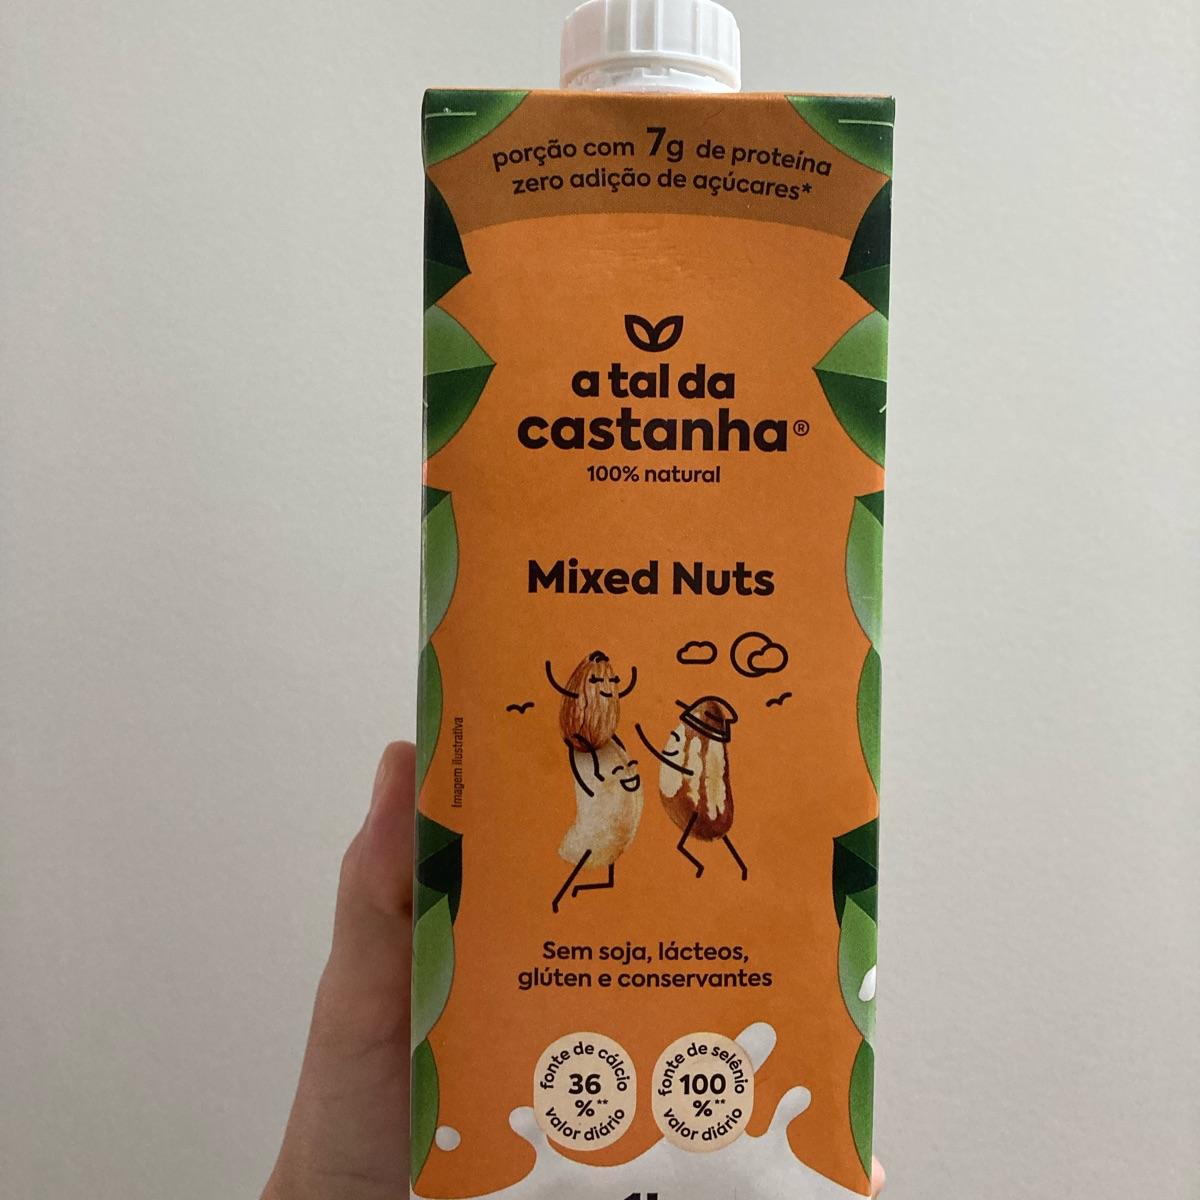 porção com 7g de proteína
zero adição de açúcares*
a tal da
castanha®
100% natural
Mixed Nuts
Imagem ilustrativa
Sem soja, lácteos,
glúten e conservantes
fonte de cálcio
36
%**
valor diário
fonte de selênio
100
%**
valor diário